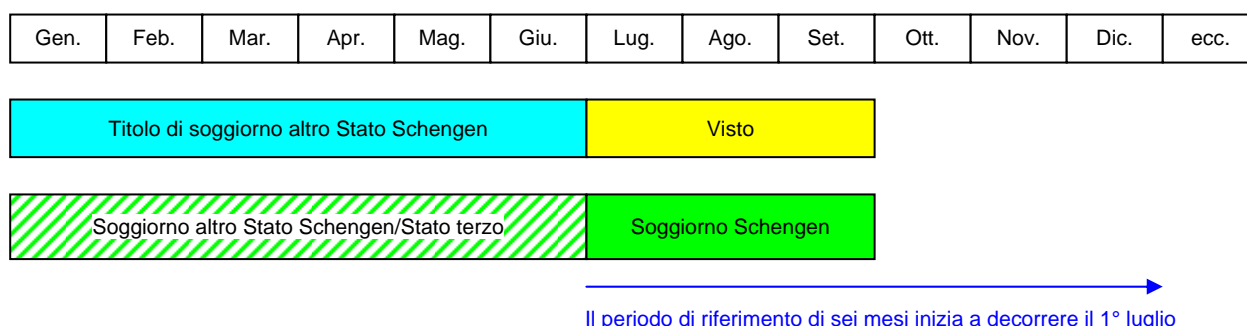 Gen. Feb. Mar. Apr. Mag. Giu. Lug. Ago. Set. Ott. Nov. Dic. ecc.
Titolo di soggiorno altro Stato Schengen Visto
Soggiorno altro Stato Schengen/Stato terzo Soggiorno Schengen
Il periodo di riferimento di sei mesi inizia a decorrere il 1° luglio